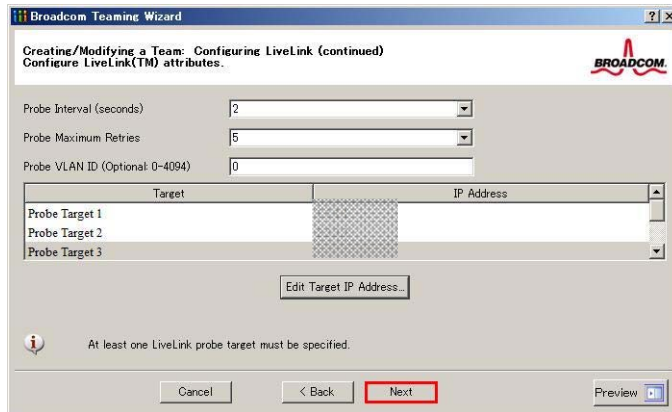 Broadcom Teaming Wizard
Creating/Modifying a Team: Configuring LiveLink (continued)
Configure LiveLink(TM) attributes.
BROADCOM.
Probe Interval (seconds) 2
Probe Maximum Retries 5
Probe VLAN ID (Optional: 0-4094) 0
Target IP Address
Probe Target 1
Probe Target 2
Probe Target 3
Edit Target IP Address...
At least one LiveLink probe target must be specified.
Cancel < Back Next Preview